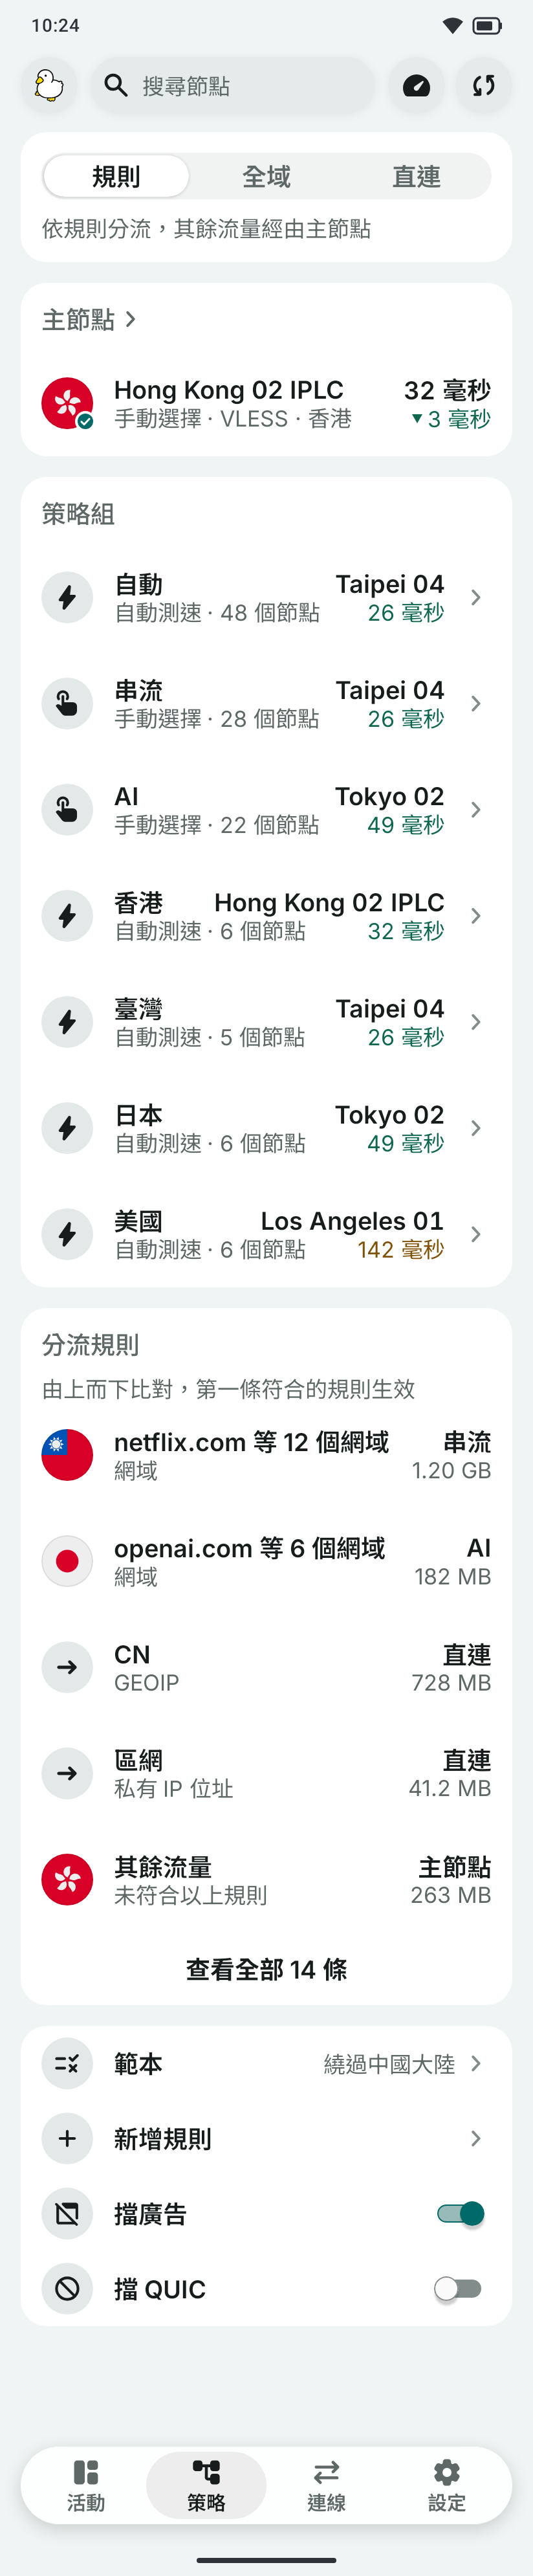 10:24
搜尋節點
規則 全域 直連
依規則分流，其餘流量經由主節點
主節點
Hong Kong 02 IPLC 32 毫秒
手動選擇 · VLESS · 香港 ▼3 毫秒
策略組
自動 Taipei 04
自動測速 · 48 個節點 26 毫秒
串流 Taipei 04
手動選擇 · 28 個節點 26 毫秒
AI Tokyo 02
手動選擇 · 22 個節點 49 毫秒
香港 Hong Kong 02 IPLC
自動測速 · 6 個節點 32 毫秒
臺灣 Taipei 04
自動測速 · 5 個節點 26 毫秒
日本 Tokyo 02
自動測速 · 6 個節點 49 毫秒
美國 Los Angeles 01
自動測速 · 6 個節點 142 毫秒
分流規則
由上而下比對，第一條符合的規則生效
netflix.com 等 12 個網域 串流
網域 1.20 GB
openai.com 等 6 個網域 AI
網域 182 MB
CN 直連
GEOIP 728 MB
區網 直連
私有 IP 位址 41.2 MB
其餘流量 主節點
未符合以上規則 263 MB
查看全部 14 條
範本 繞過中國大陸
新增規則
擋廣告
擋 QUIC
活動 策略 連線 設定